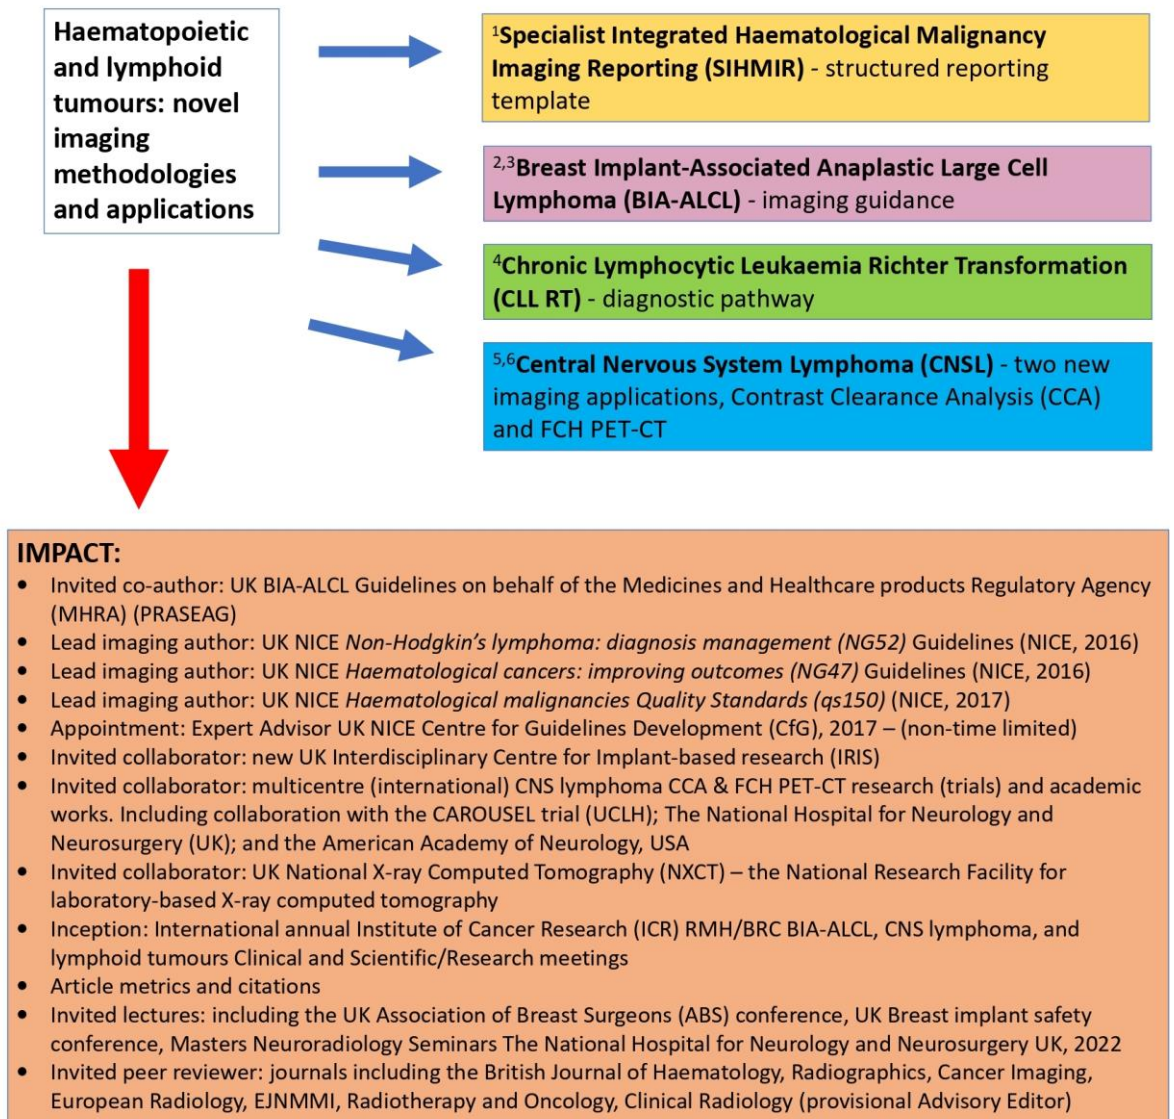 Haematopoietic
and lymphoid
tumours: novel
imaging
methodologies
and applications
¹Specialist Integrated Haematological Malignancy
Imaging Reporting (SIHMIR) - structured reporting
template
²,³Breast Implant-Associated Anaplastic Large Cell
Lymphoma (BIA-ALCL) - imaging guidance
⁴Chronic Lymphocytic Leukaemia Richter Transformation
(CLL RT) - diagnostic pathway
⁵,⁶Central Nervous System Lymphoma (CNSL) - two new
imaging applications, Contrast Clearance Analysis (CCA)
and FCH PET-CT
IMPACT:
• Invited co-author: UK BIA-ALCL Guidelines on behalf of the Medicines and Healthcare products Regulatory Agency
(MHRA) (PRASEAG)
• Lead imaging author: UK NICE Non-Hodgkin's lymphoma: diagnosis management (NG52) Guidelines (NICE, 2016)
• Lead imaging author: UK NICE Haematological cancers: improving outcomes (NG47) Guidelines (NICE, 2016)
• Lead imaging author: UK NICE Haematological malignancies Quality Standards (qs150) (NICE, 2017)
• Appointment: Expert Advisor UK NICE Centre for Guidelines Development (CfG), 2017 – (non-time limited)
• Invited collaborator: new UK Interdisciplinary Centre for Implant-based research (IRIS)
• Invited collaborator: multicentre (international) CNS lymphoma CCA & FCH PET-CT research (trials) and academic
works. Including collaboration with the CAROUSEL trial (UCLH); The National Hospital for Neurology and
Neurosurgery (UK); and the American Academy of Neurology, USA
• Invited collaborator: UK National X-ray Computed Tomography (NXCT) – the National Research Facility for
laboratory-based X-ray computed tomography
• Inception: International annual Institute of Cancer Research (ICR) RMH/BRC BIA-ALCL, CNS lymphoma, and
lymphoid tumours Clinical and Scientific/Research meetings
• Article metrics and citations
• Invited lectures: including the UK Association of Breast Surgeons (ABS) conference, UK Breast implant safety
conference, Masters Neuroradiology Seminars The National Hospital for Neurology and Neurosurgery UK, 2022
• Invited peer reviewer: journals including the British Journal of Haematology, Radiographics, Cancer Imaging,
European Radiology, EJNMMI, Radiotherapy and Oncology, Clinical Radiology (provisional Advisory Editor)